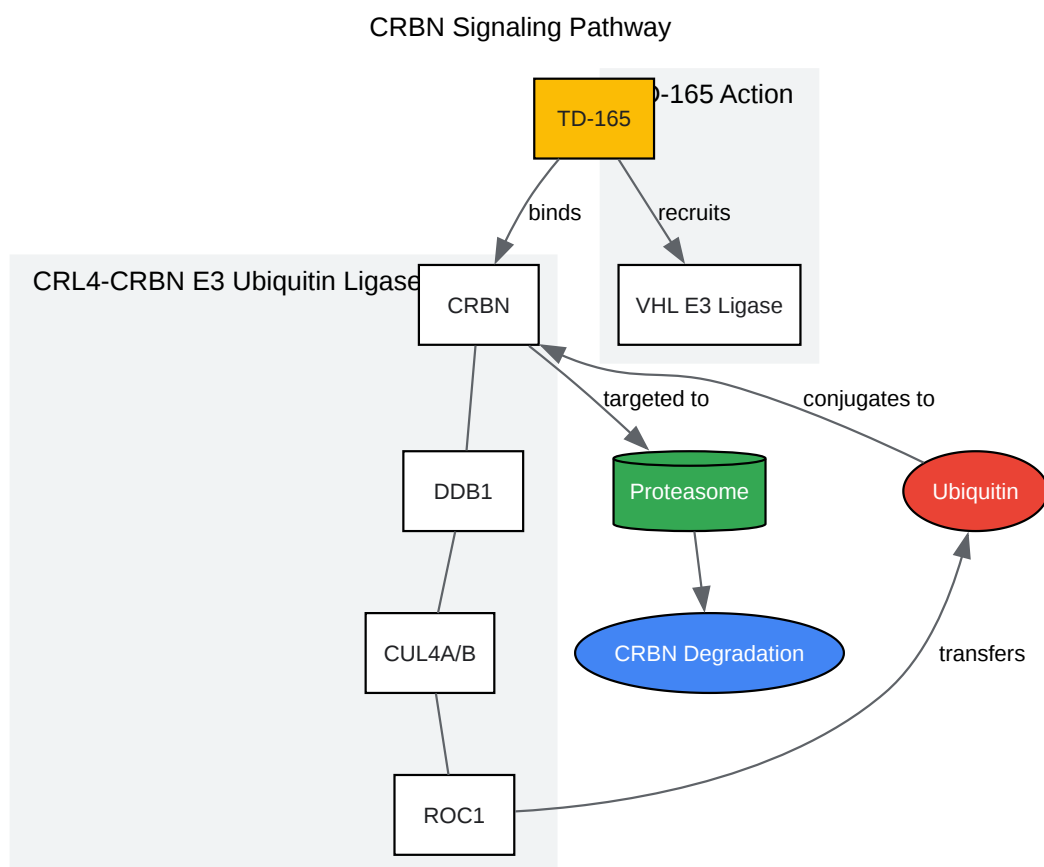 CRBN Signaling Pathway
-165 Action
TD-165
binds
recruits
CRL4-CRBN E3 Ubiquitin Ligase
CRBN
VHL E3 Ligase
targeted to
conjugates to
DDB1
Proteasome
Ubiquitin
CUL4A/B
CRBN Degradation
transfers
ROC1